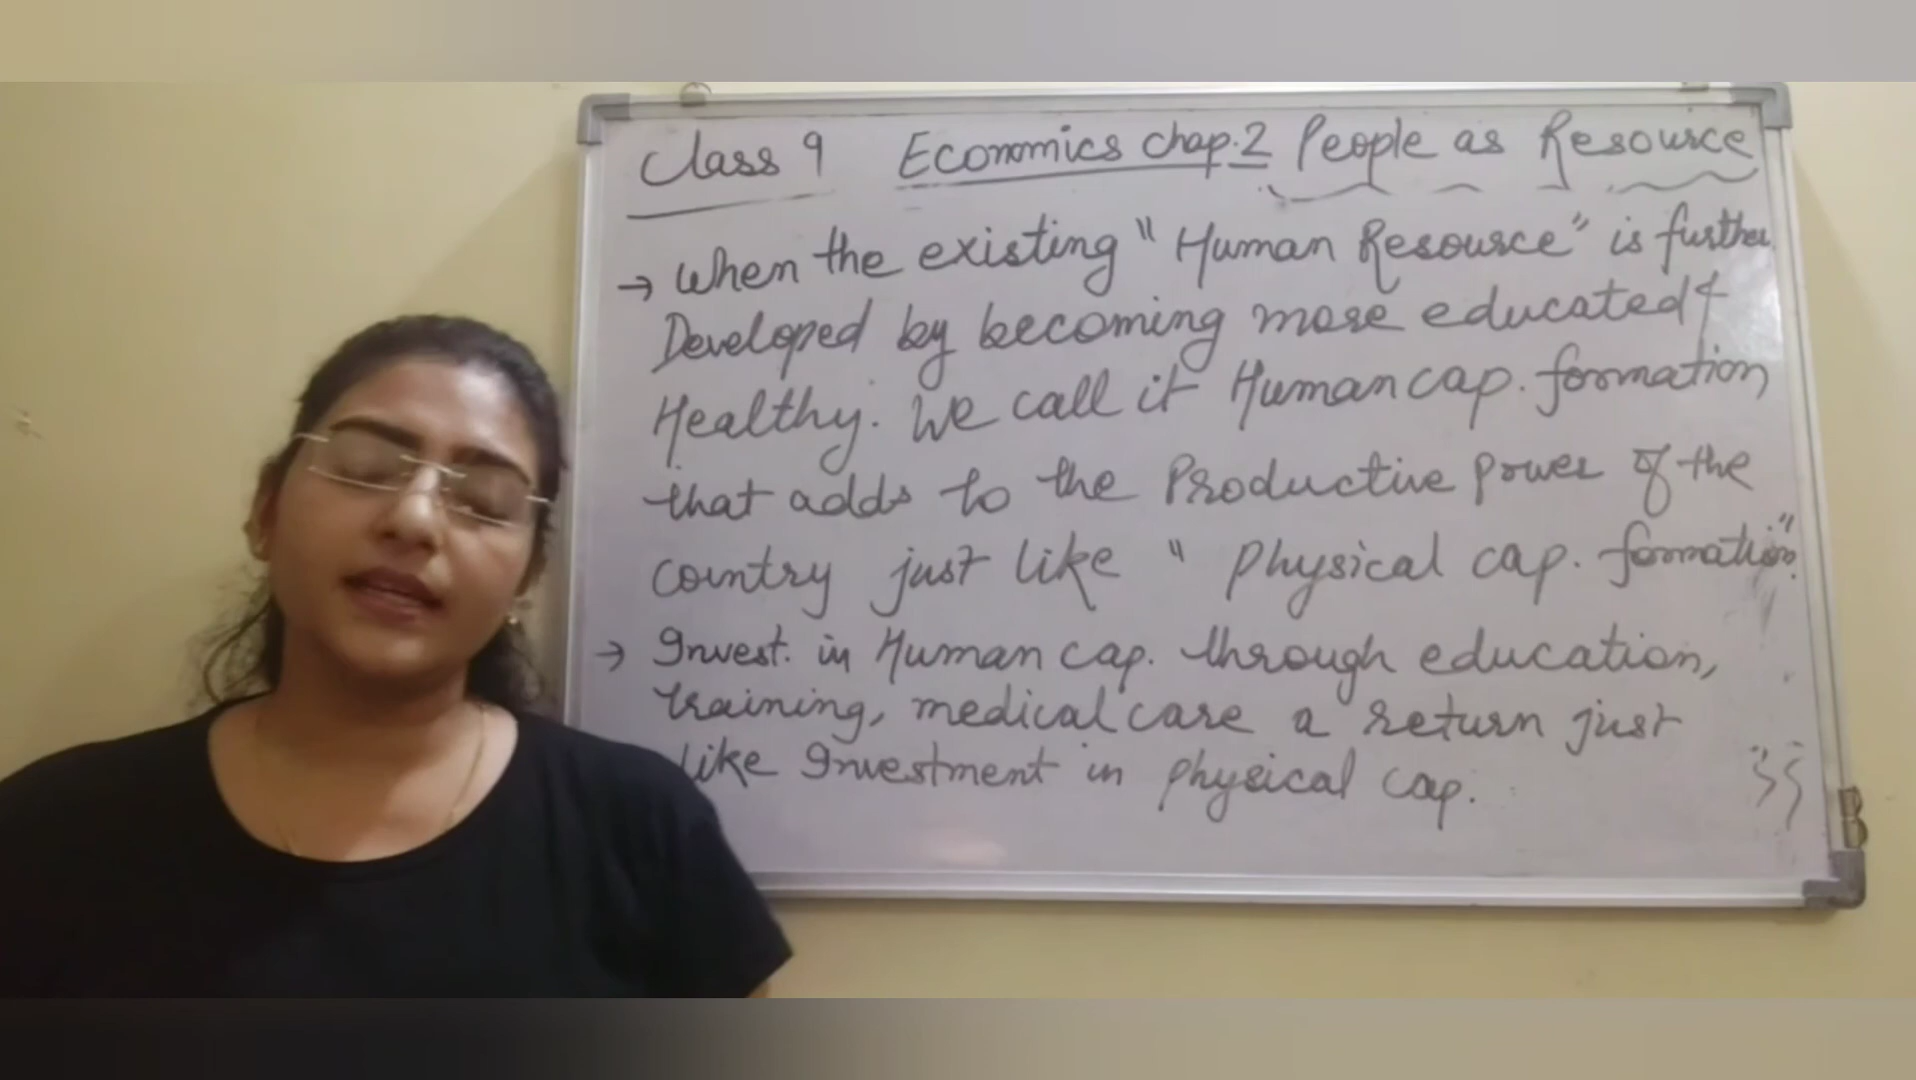 Class 9 Economics chap.2 People as Resource
→ When the existing "Human Resource" is further
Developed by becoming more educated &
Healthy. We call it Human cap. formation
that adds to the Productive power of the
country just like " Physical cap. formation"
→ Invest. in Human cap. through education,
training, medical care a return just
like Investment in physical cap.